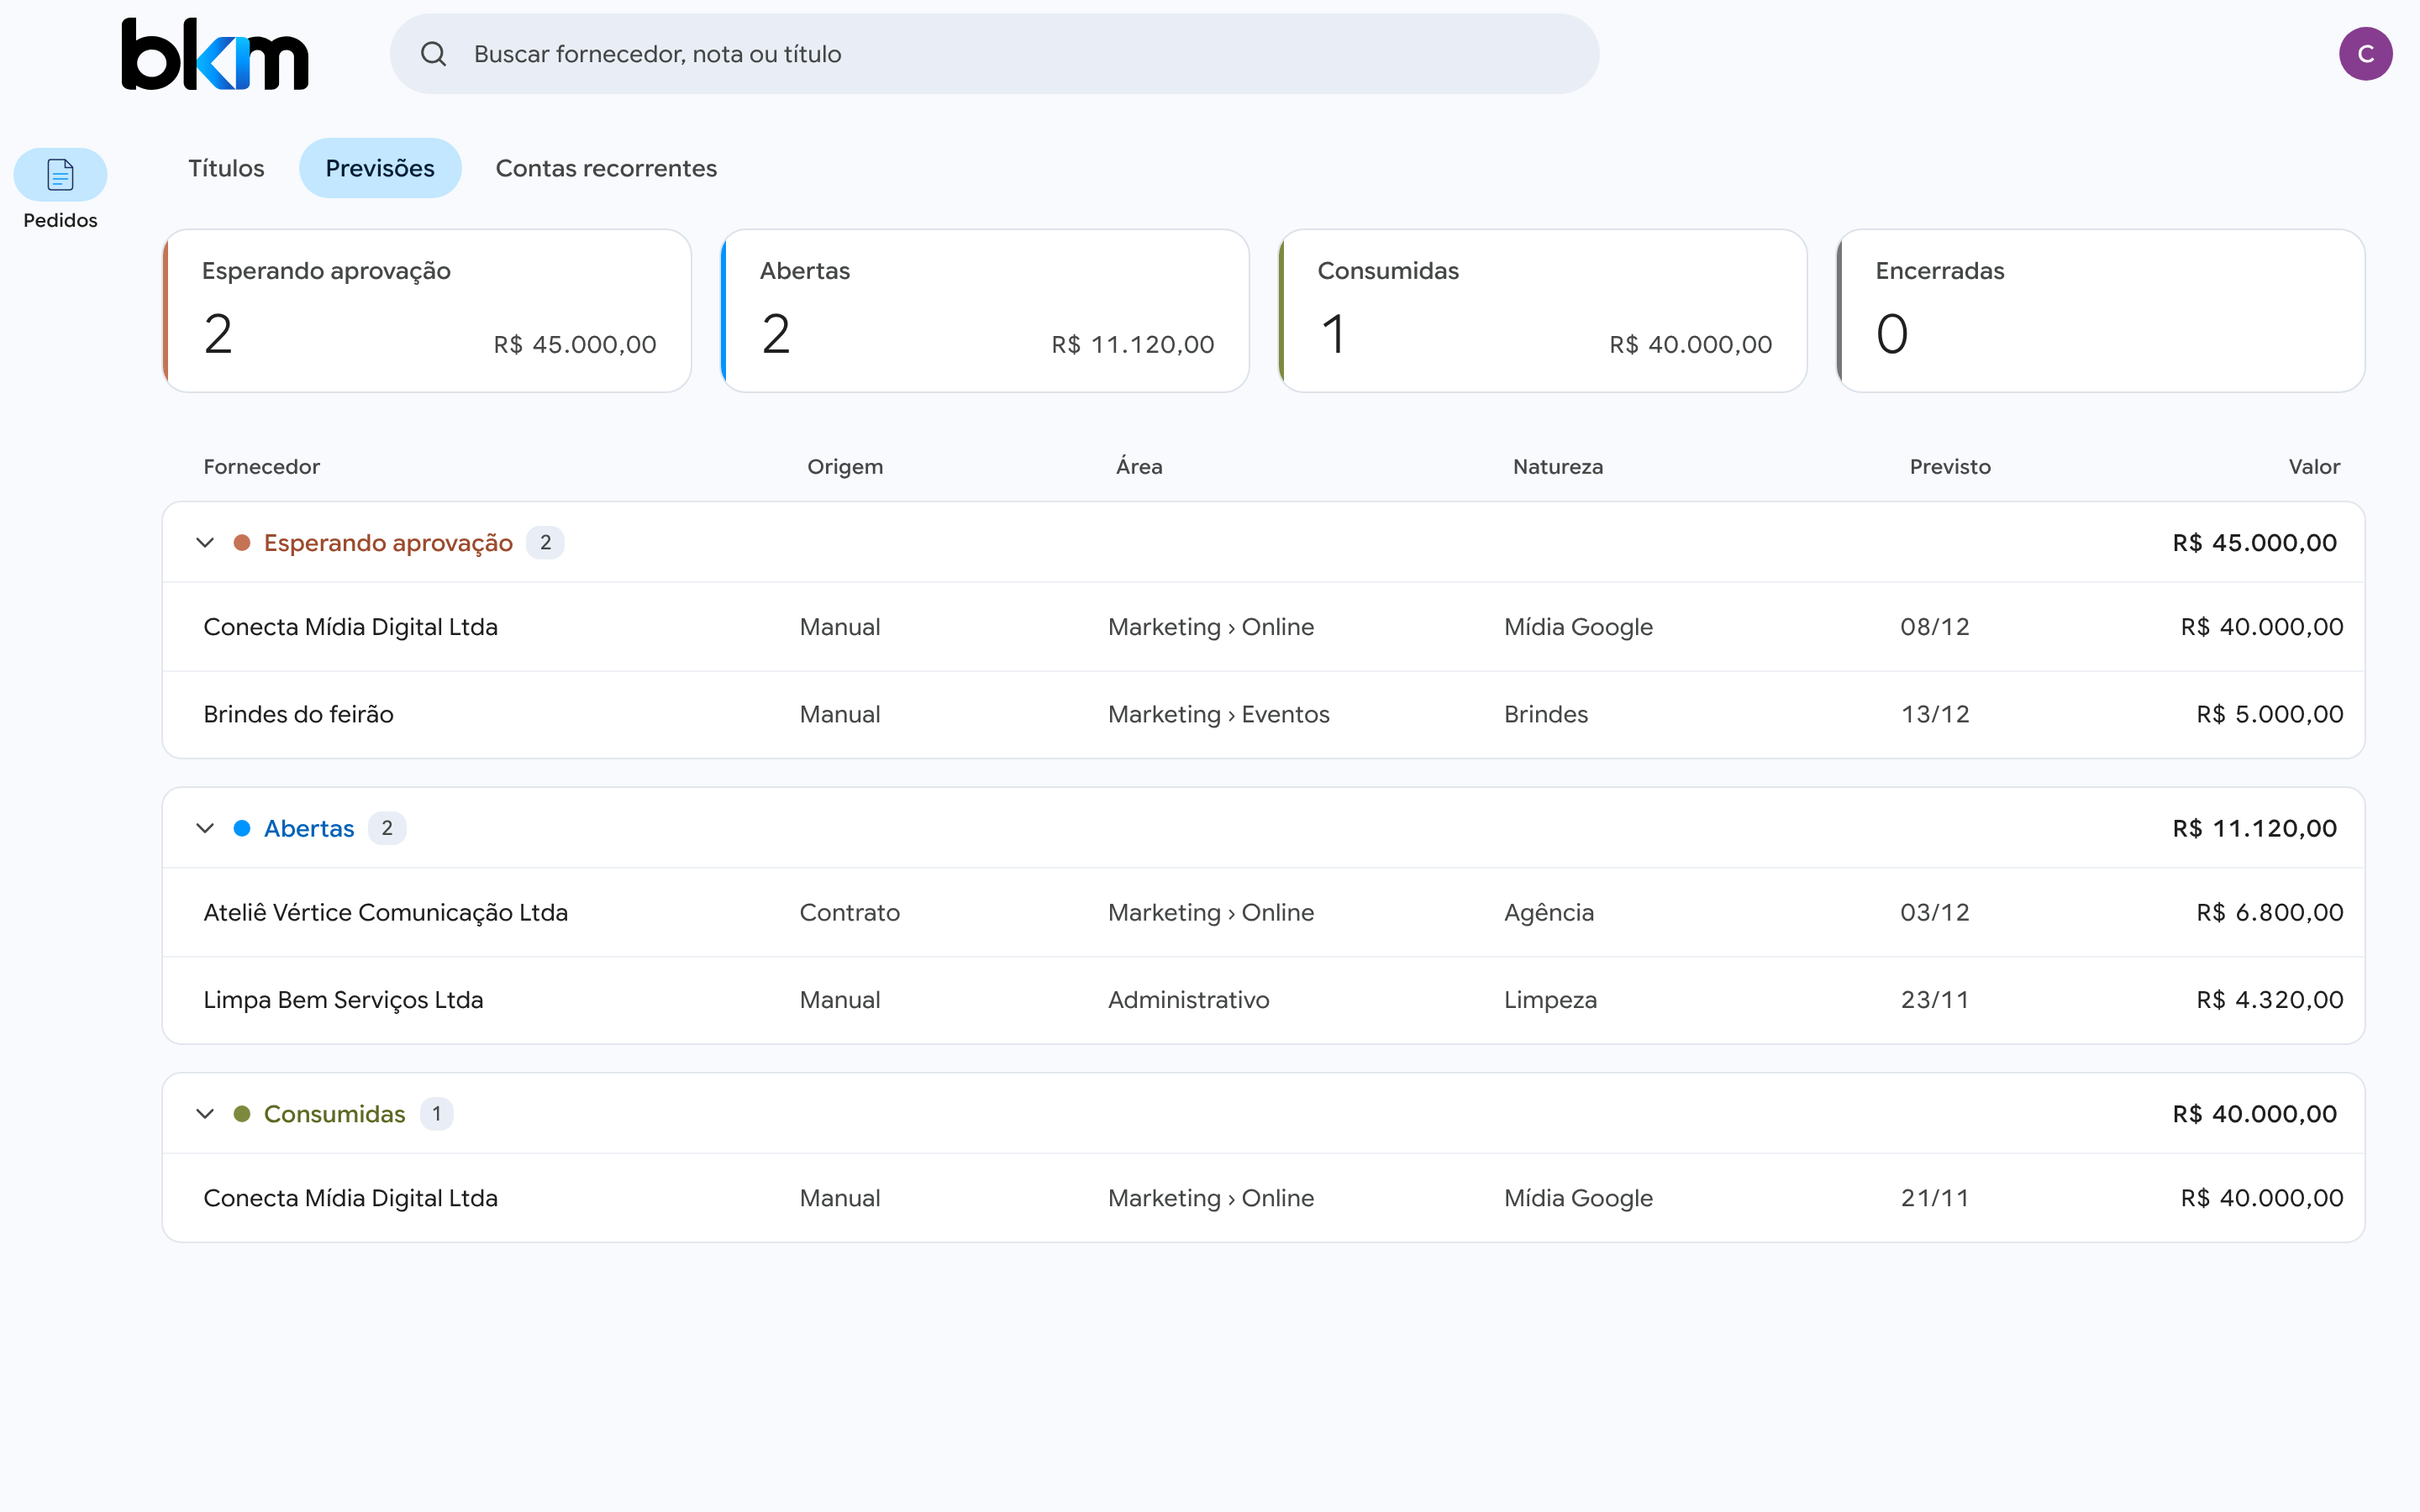 bkm
Buscar fornecedor, nota ou título
C
Pedidos
Títulos
Previsões
Contas recorrentes
Esperando aprovação
2
R$ 45.000,00
Abertas
2
R$ 11.120,00
Consumidas
1
R$ 40.000,00
Encerradas
0
Fornecedor Origem Área Natureza Previsto Valor
Esperando aprovação 2 R$ 45.000,00
Conecta Mídia Digital Ltda Manual Marketing › Online Mídia Google 08/12 R$ 40.000,00
Brindes do feirão Manual Marketing › Eventos Brindes 13/12 R$ 5.000,00
Abertas 2 R$ 11.120,00
Ateliê Vértice Comunicação Ltda Contrato Marketing › Online Agência 03/12 R$ 6.800,00
Limpa Bem Serviços Ltda Manual Administrativo Limpeza 23/11 R$ 4.320,00
Consumidas 1 R$ 40.000,00
Conecta Mídia Digital Ltda Manual Marketing › Online Mídia Google 21/11 R$ 40.000,00